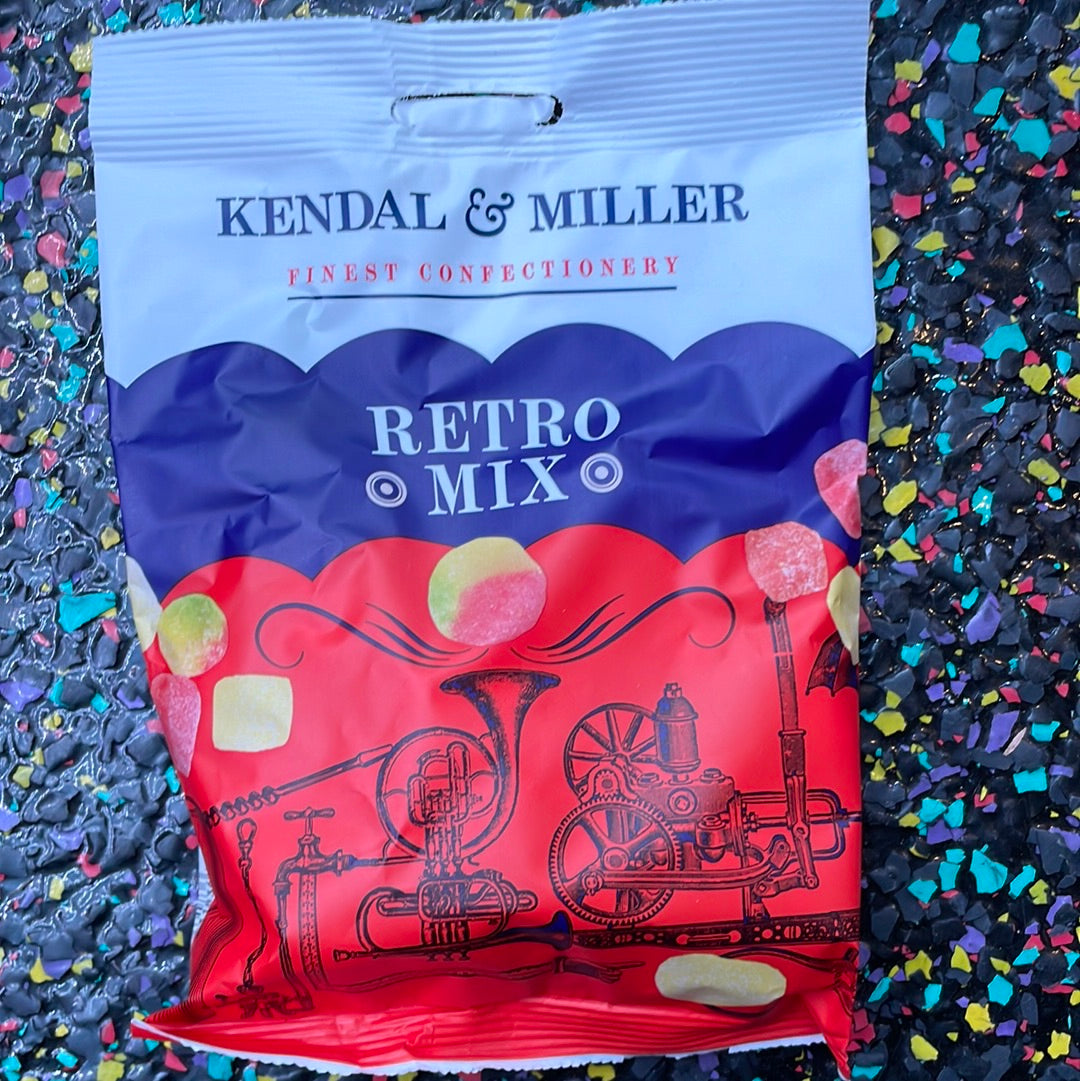 KENDAL & MILLER
FINEST CONFECTIONERY
RETRO
MIX